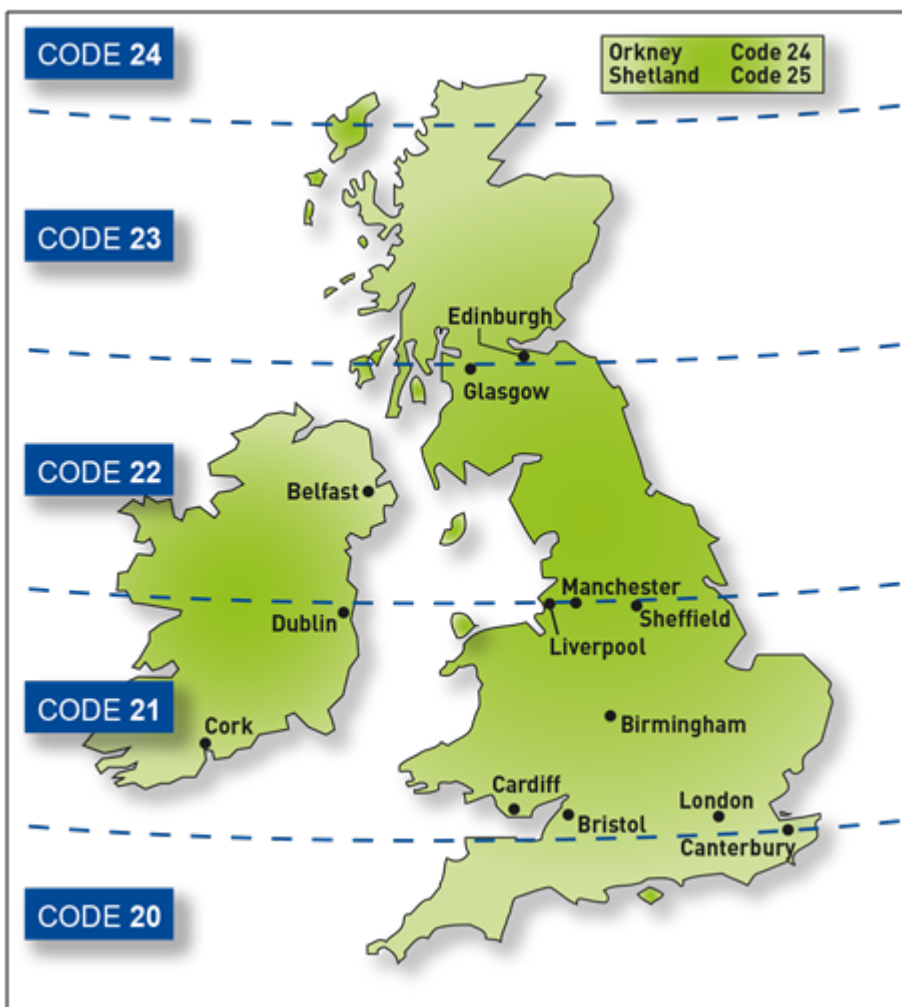 CODE 24
Orkney Code 24
Shetland Code 25
CODE 23
Edinburgh
Glasgow
CODE 22
Belfast
Manchester
Dublin
Sheffield
Liverpool
CODE 21
Cork
Birmingham
Cardiff
London
Bristol
Canterbury
CODE 20